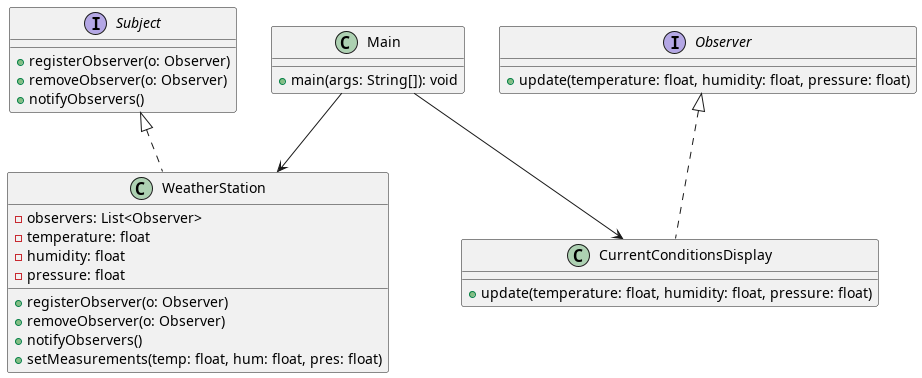 I Subject
registerObserver(o: Observer)
removeObserver(o: Observer)
notifyObservers()
C Main
main(args: String[]): void
I Observer
update(temperature: float, humidity: float, pressure: float)
C WeatherStation
observers: List<Observer>
temperature: float
humidity: float
pressure: float
registerObserver(o: Observer)
removeObserver(o: Observer)
notifyObservers()
setMeasurements(temp: float, hum: float, pres: float)
C CurrentConditionsDisplay
update(temperature: float, humidity: float, pressure: float)